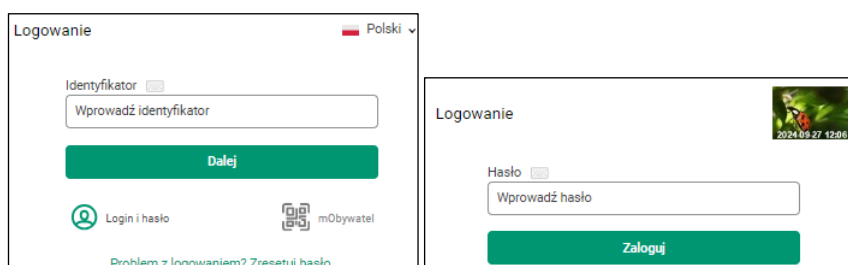 Logowanie
Polski
Identyfikator
Wprowadź identyfikator
Dalej
Login i hasło
mObywatel
Problem z logowaniem? Zresetuj hasło
Logowanie
2024-09-27 12:06
Hasło
Wprowadź hasło
Zaloguj